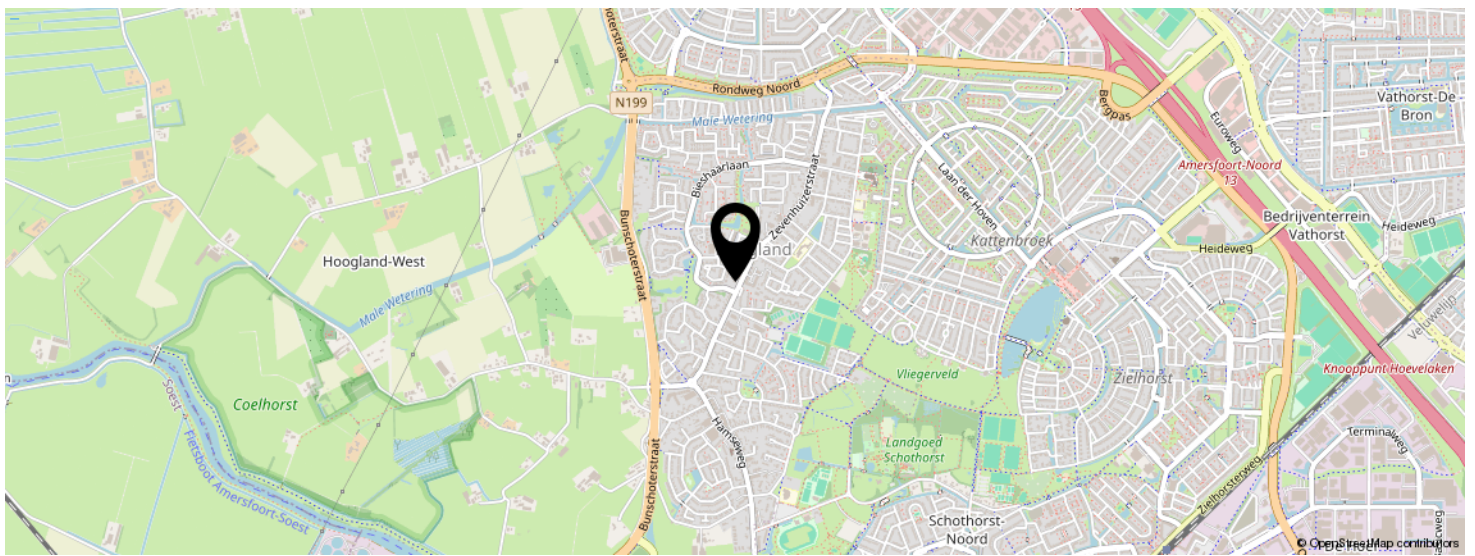 Bunschoterstraat
Rondweg Noord
N199
Male Wetering
Bergpas
Euroweg
Vathorst-De
Bron
Bieshaarlaan
Zevenhuizerstraat
Laan der Hoven
Amersfoort-Noord
13
Bunschoterstraat
Kattenbroek
Bedrijventerrein
Vathorst
Heideweg
Heideweg
Hoogland-West
Male Wetering
Veluwelijn
Vliegerveld
Zielhorst
Knooppunt Hoevelaken
Soest
Coelhorst
Hamseweg
Landgoed
Schothorst
Terminalweg
Fietsboot Amersfoort-Soest
Bunschoterstraat
Zielhorsterweg
Schothorst-
Noord
© OpenStreetMap contributors